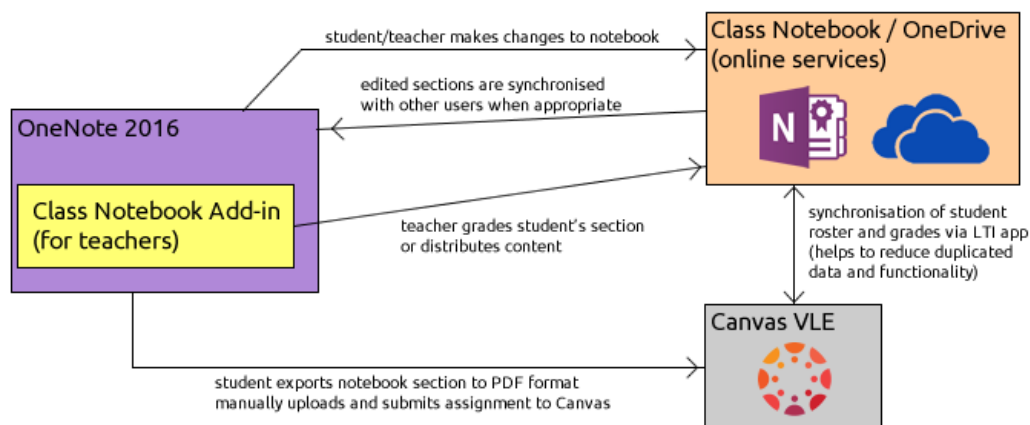 student/teacher makes changes to notebook
Class Notebook / OneDrive
(online services)
edited sections are synchronised
with other users when appropriate
N
OneNote 2016
Class Notebook Add-in
(for teachers)
teacher grades student's section
or distributes content
synchronisation of student
roster and grades via LTI app
(helps to reduce duplicated
data and functionality)
Canvas VLE
student exports notebook section to PDF format
manually uploads and submits assignment to Canvas